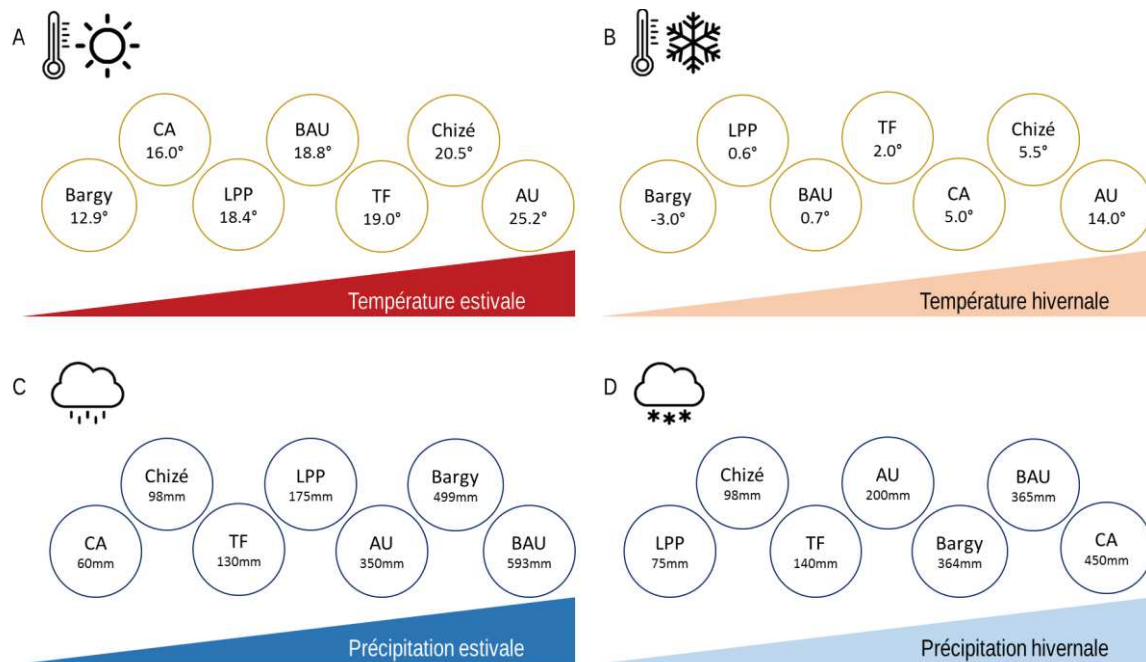 A
CA
16.0°
BAU
18.8°
Chizé
20.5°
Bargy
12.9°
LPP
18.4°
TF
19.0°
AU
25.2°
Température estivale
B
LPP
0.6°
TF
2.0°
Chizé
5.5°
Bargy
-3.0°
BAU
0.7°
CA
5.0°
AU
14.0°
Température hivernale
C
Chizé
98mm
LPP
175mm
Bargy
499mm
CA
60mm
TF
130mm
AU
350mm
BAU
593mm
Précipitation estivale
D
Chizé
98mm
AU
200mm
BAU
365mm
LPP
75mm
TF
140mm
Bargy
364mm
CA
450mm
Précipitation hivernale